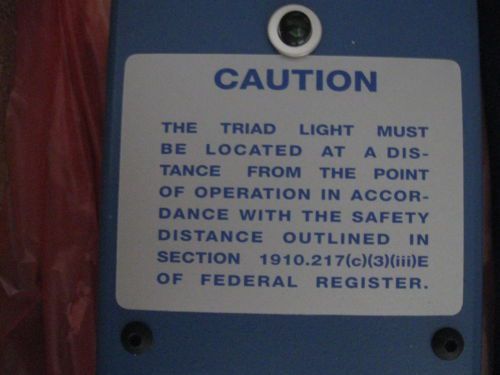 CAUTION
THE TRIAD LIGHT MUST
BE LOCATED AT A DIS-
TANCE FROM THE POINT
OF OPERATION IN ACCOR-
DANCE WITH THE SAFETY
DISTANCE OUTLINED IN
SECTION 1910.217(c)(3)(iii)E
OF FEDERAL REGISTER.